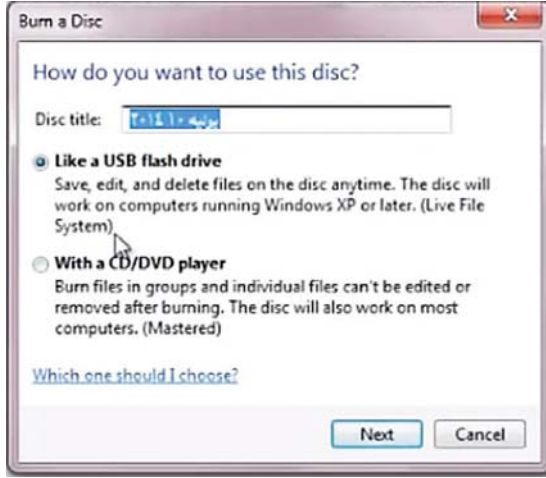 Burn a Disc
How do you want to use this disc?
Disc title: يونيه ١٠ ٢٠١٤
Like a USB flash drive
Save, edit, and delete files on the disc anytime. The disc will
work on computers running Windows XP or later. (Live File
System)
With a CD/DVD player
Burn files in groups and individual files can't be edited or
removed after burning. The disc will also work on most
computers. (Mastered)
Which one should I choose?
Next Cancel